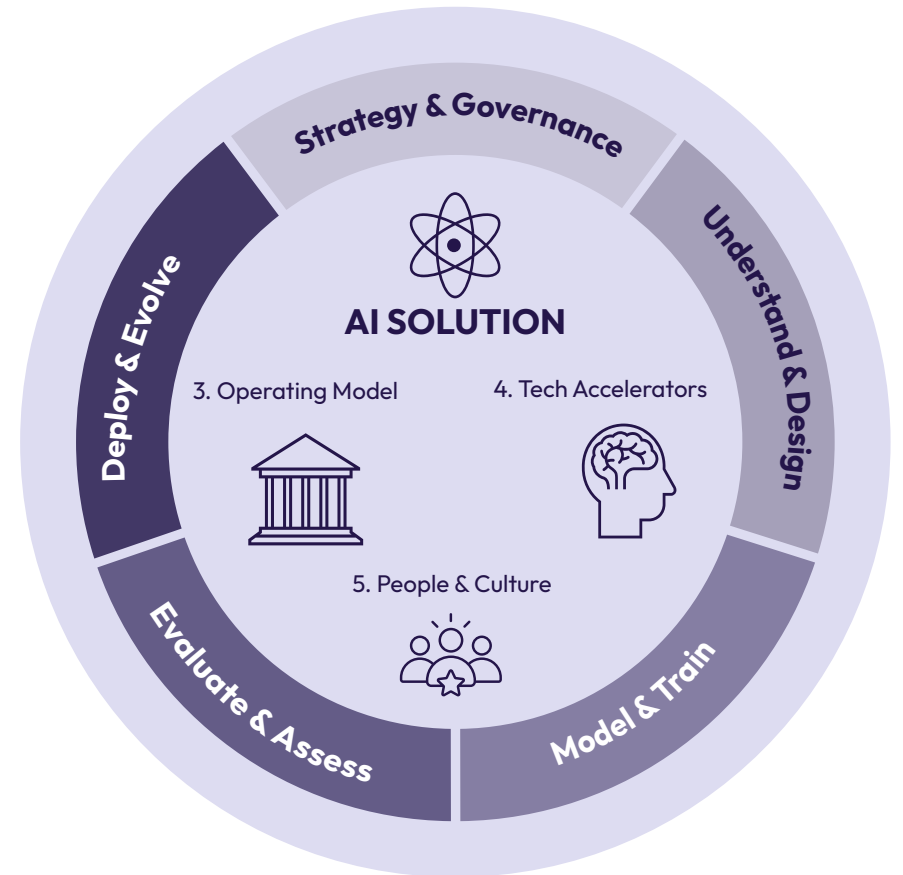 Strategy & Governance
Understand & Design
Model & Train
Evaluate & Assess
Deploy & Evolve
AI SOLUTION
3. Operating Model
4. Tech Accelerators
5. People & Culture